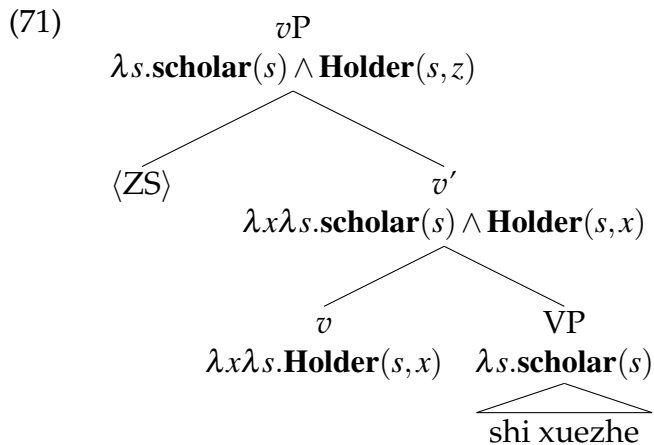 (71)
vP
λs.scholar(s) ∧ Holder(s, z)
⟨ZS⟩
v'
λxλs.scholar(s) ∧ Holder(s, x)
v
VP
λxλs.Holder(s, x)
λs.scholar(s)
shi xuezhe